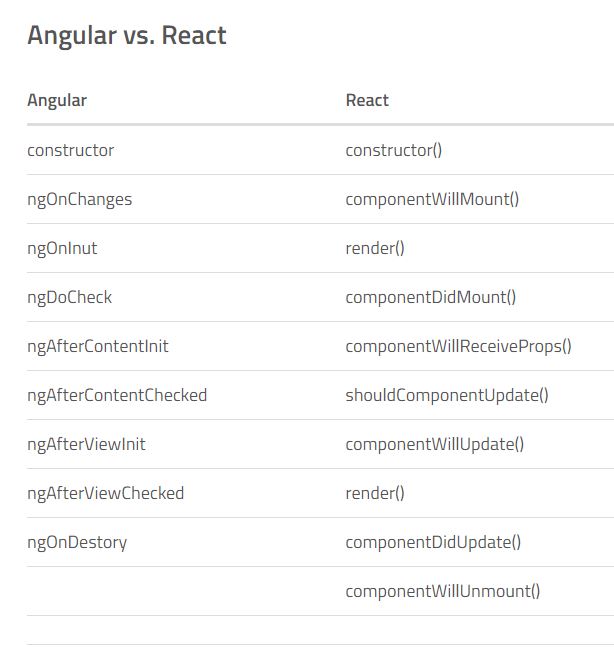 Angular vs. React
Angular React
constructor constructor()
ngOnChanges componentWillMount()
ngOnInut render()
ngDoCheck componentDidMount()
ngAfterContentInit componentWillReceiveProps()
ngAfterContentChecked shouldComponentUpdate()
ngAfterViewInit componentWillUpdate()
ngAfterViewChecked render()
ngOnDestory componentDidUpdate()
componentWillUnmount()